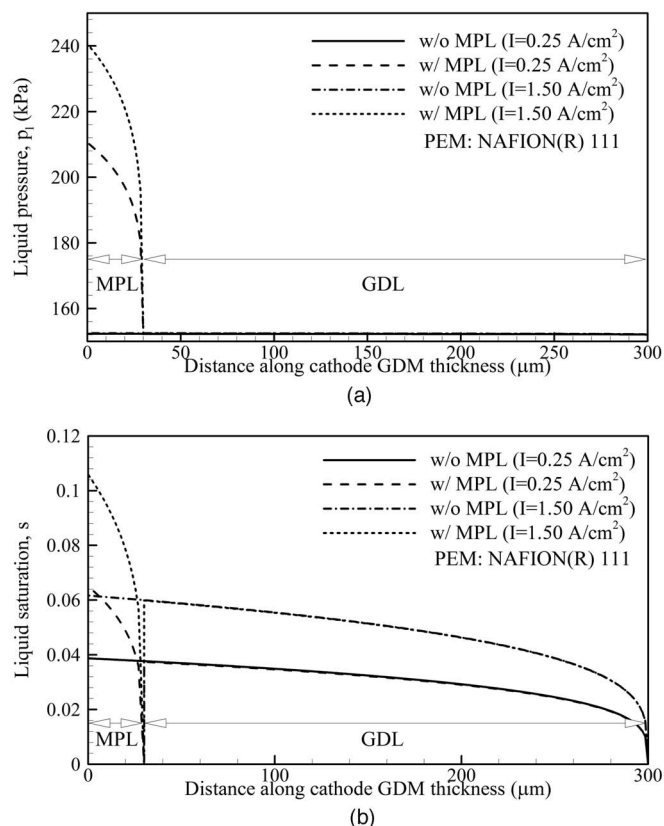 (a)
240
220
200
180
160
Liquid pressure, pₗ (kPa)
w/o MPL (I=0.25 A/cm²)
w/ MPL (I=0.25 A/cm²)
w/o MPL (I=1.50 A/cm²)
w/ MPL (I=1.50 A/cm²)
PEM: NAFION(R) 111
MPL
GDL
0 50 100 150 200 250 300
Distance along cathode GDM thickness (μm)
0.12
0.1
0.08
0.06
0.04
0.02
0
Liquid saturation, s
w/o MPL (I=0.25 A/cm²)
w/ MPL (I=0.25 A/cm²)
w/o MPL (I=1.50 A/cm²)
w/ MPL (I=1.50 A/cm²)
PEM: NAFION(R) 111
MPL
GDL
0 100 200 300
Distance along cathode GDM thickness (μm)
(b)